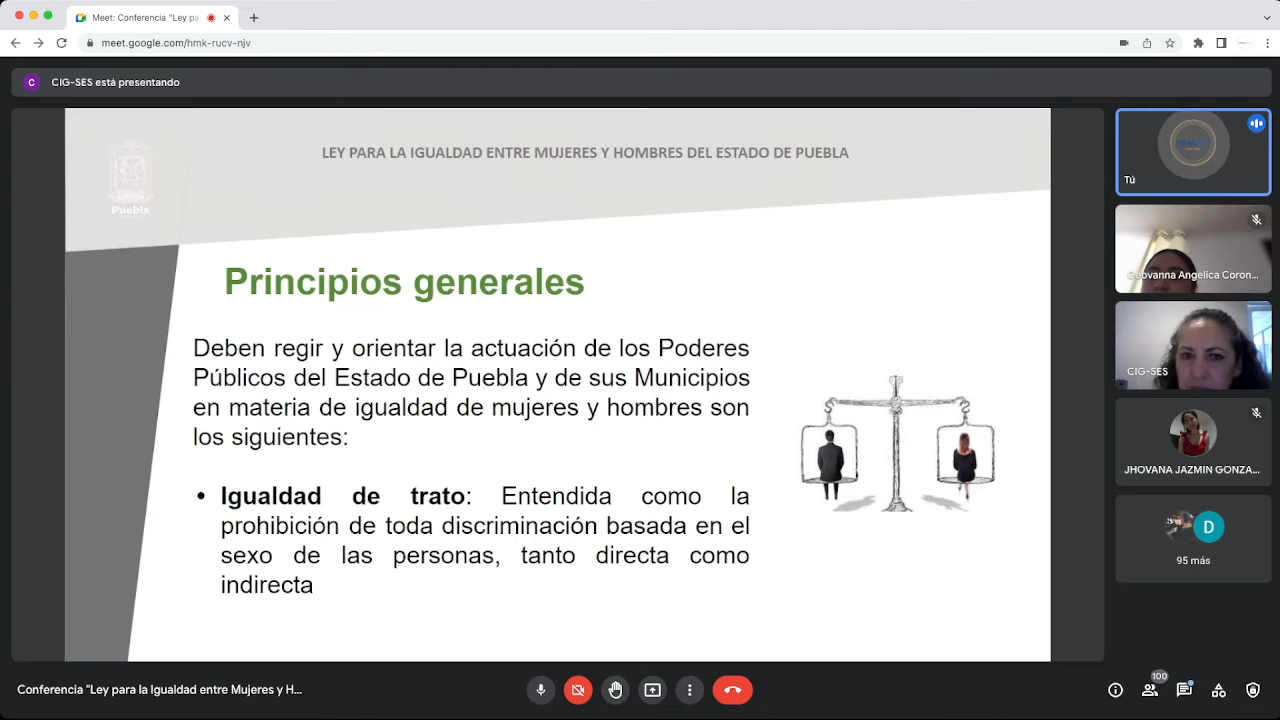 Meet: Conferencia "Ley pa
meet.google.com/hmk-rucv-njv
C
CIG-SES está presentando
Puebla
LEY PARA LA IGUALDAD ENTRE MUJERES Y HOMBRES DEL ESTADO DE PUEBLA
Principios generales
Deben regir y orientar la actuación de los Poderes
Públicos del Estado de Puebla y de sus Municipios
en materia de igualdad de mujeres y hombres son
los siguientes:
• Igualdad de trato: Entendida como la
prohibición de toda discriminación basada en el
sexo de las personas, tanto directa como
indirecta
Tú
Geovanna Angelica Coron...
CIG-SES
JHOVANA JAZMIN GONZA...
D
95 más
Conferencia "Ley para la Igualdad entre Mujeres y H...
100